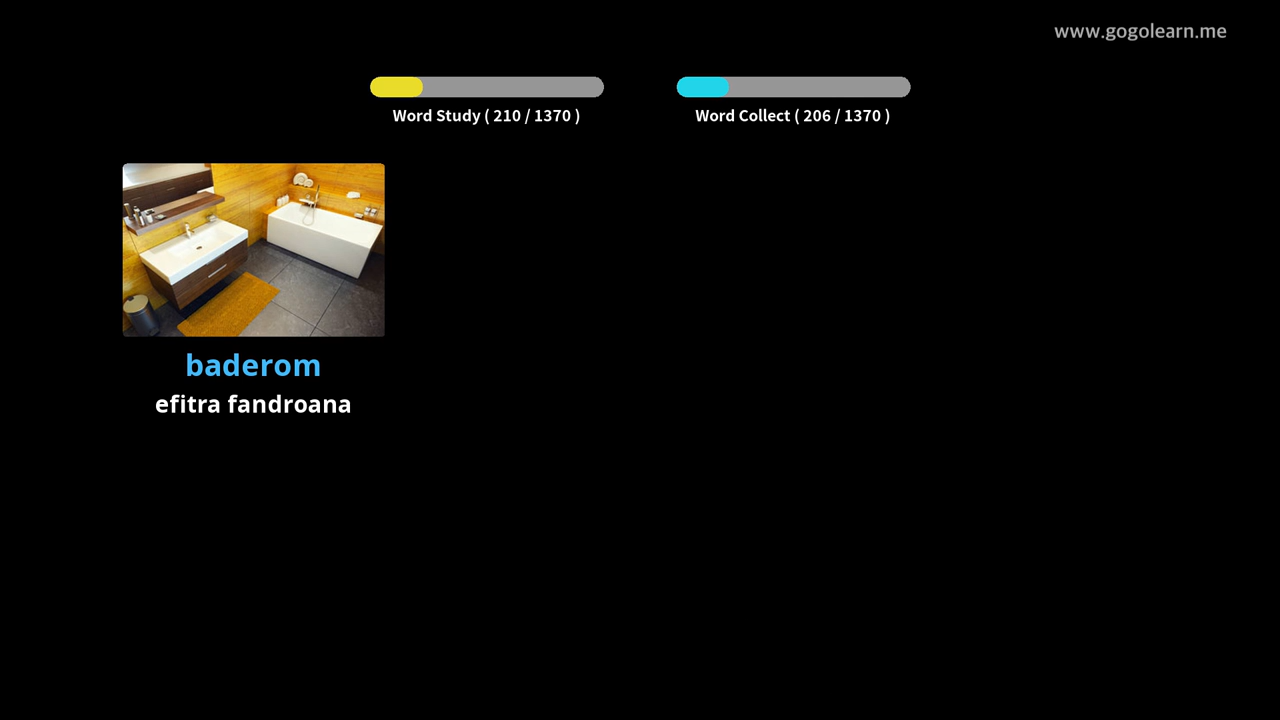 www.gogolearn.me
Word Study ( 210 / 1370 )
Word Collect ( 206 / 1370 )
baderom
efitra fandroana